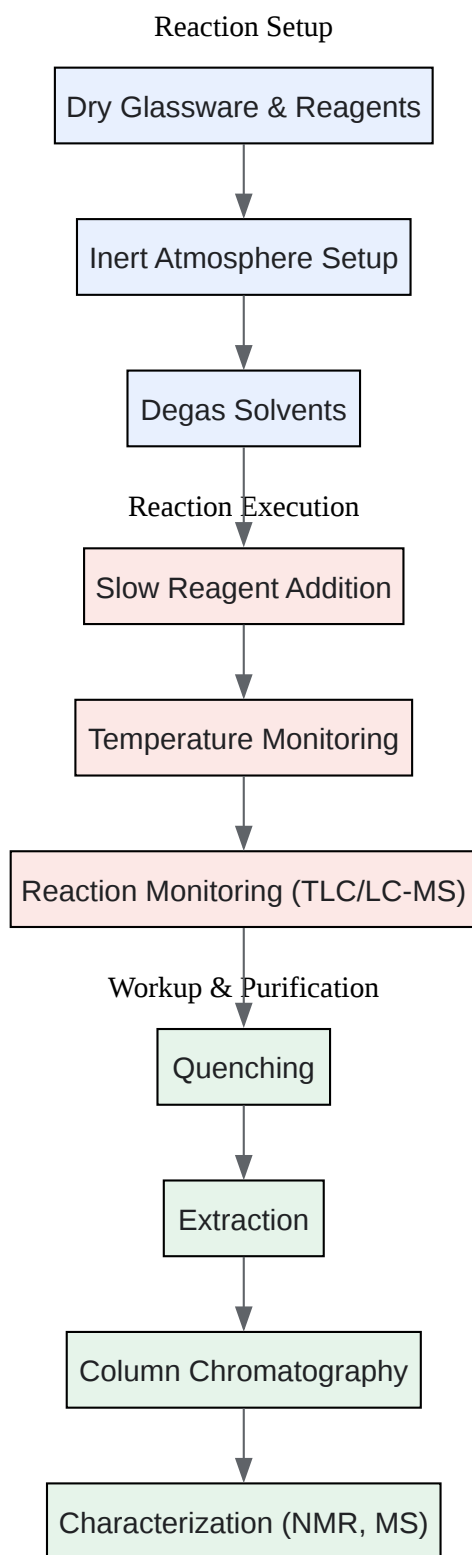 Reaction Setup
Dry Glassware & Reagents
Inert Atmosphere Setup
Degas Solvents
Reaction Execution
Slow Reagent Addition
Temperature Monitoring
Reaction Monitoring (TLC/LC-MS)
Workup & Purification
Quenching
Extraction
Column Chromatography
Characterization (NMR, MS)